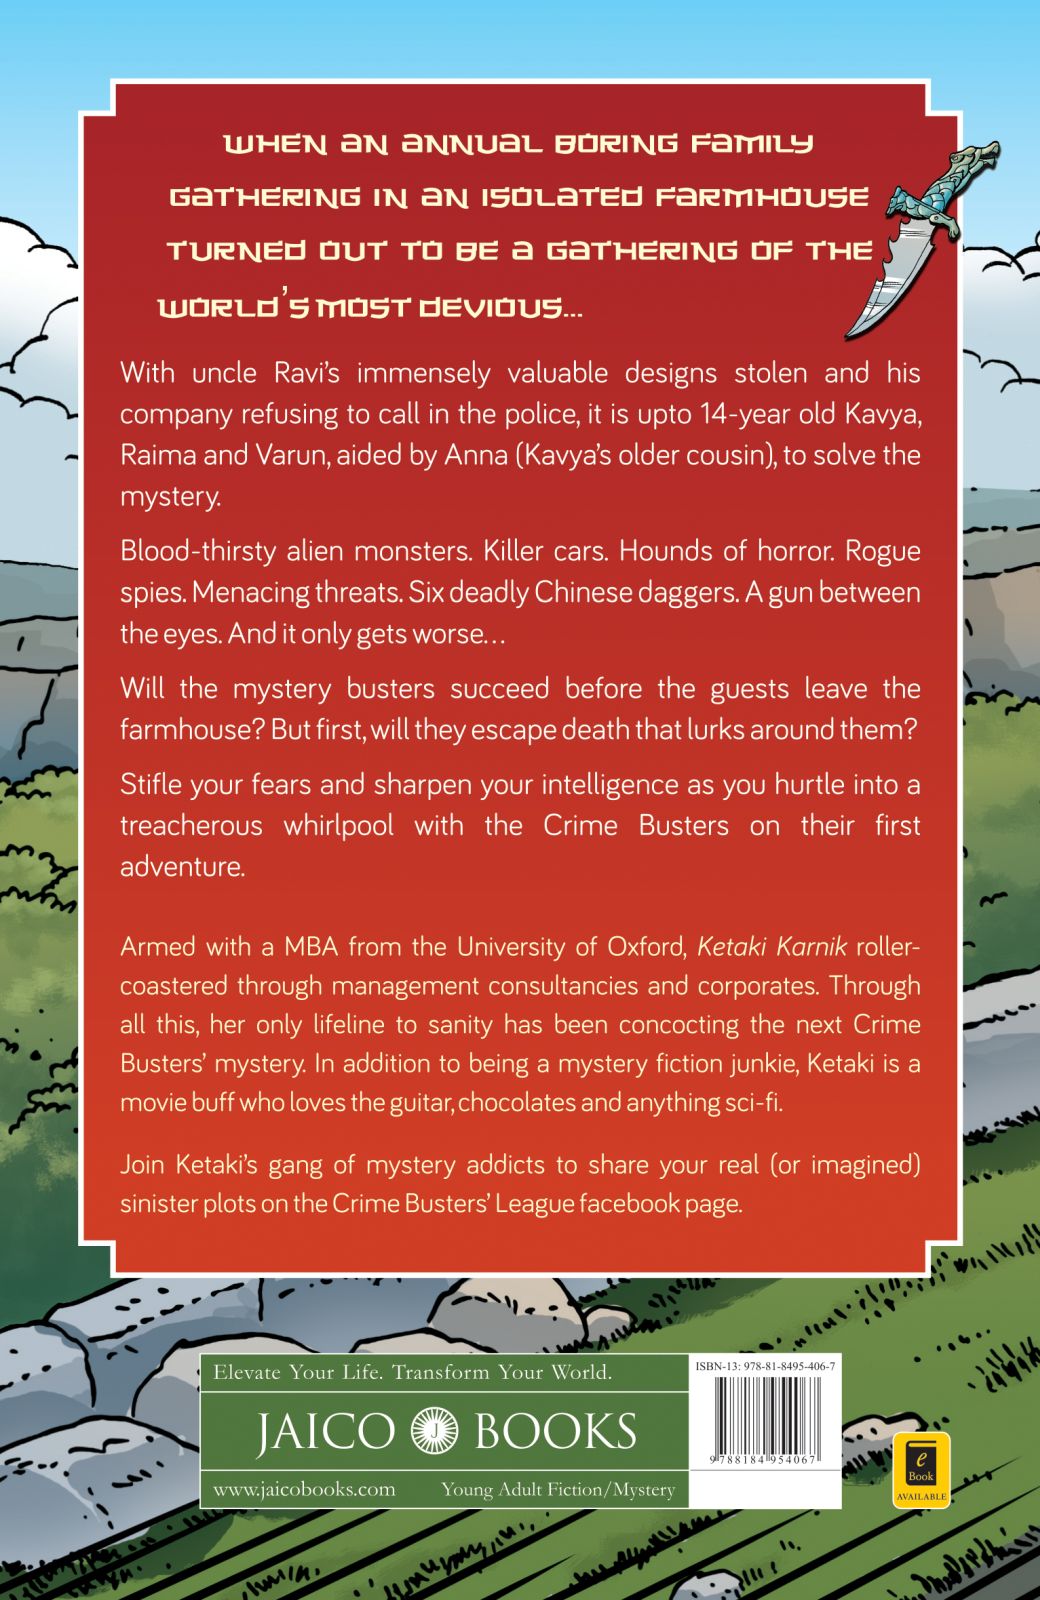 WHEN AN ANNUAL BORING FAMILY
GATHERING IN AN ISOLATED FARMHOUSE
TURNED OUT TO BE A GATHERING OF THE
WORLD'S MOST DEVIOUS...
With uncle Ravi's immensely valuable designs stolen and his
company refusing to call in the police, it is upto 14-year old Kavya,
Raima and Varun, aided by Anna (Kavya's older cousin), to solve the
mystery.
Blood-thirsty alien monsters. Killer cars. Hounds of horror. Rogue
spies. Menacing threats. Six deadly Chinese daggers. A gun between
the eyes. And it only gets worse...
Will the mystery busters succeed before the guests leave the
farmhouse? But first, will they escape death that lurks around them?
Stifle your fears and sharpen your intelligence as you hurtle into a
treacherous whirlpool with the Crime Busters on their first
adventure.
Armed with a MBA from the University of Oxford, Ketaki Karnik roller-
coastered through management consultancies and corporates. Through
all this, her only lifeline to sanity has been concocting the next Crime
Busters' mystery. In addition to being a mystery fiction junkie, Ketaki is a
movie buff who loves the guitar, chocolates and anything sci-fi.
Join Ketaki's gang of mystery addicts to share your real (or imagined)
sinister plots on the Crime Busters' League facebook page.
Elevate Your Life. Transform Your World.
JAICO J BOOKS
www.jaicobooks.com Young Adult Fiction/Mystery
ISBN-13: 978-81-8495-406-7
9 788184 954067
e
Book
AVAILABLE